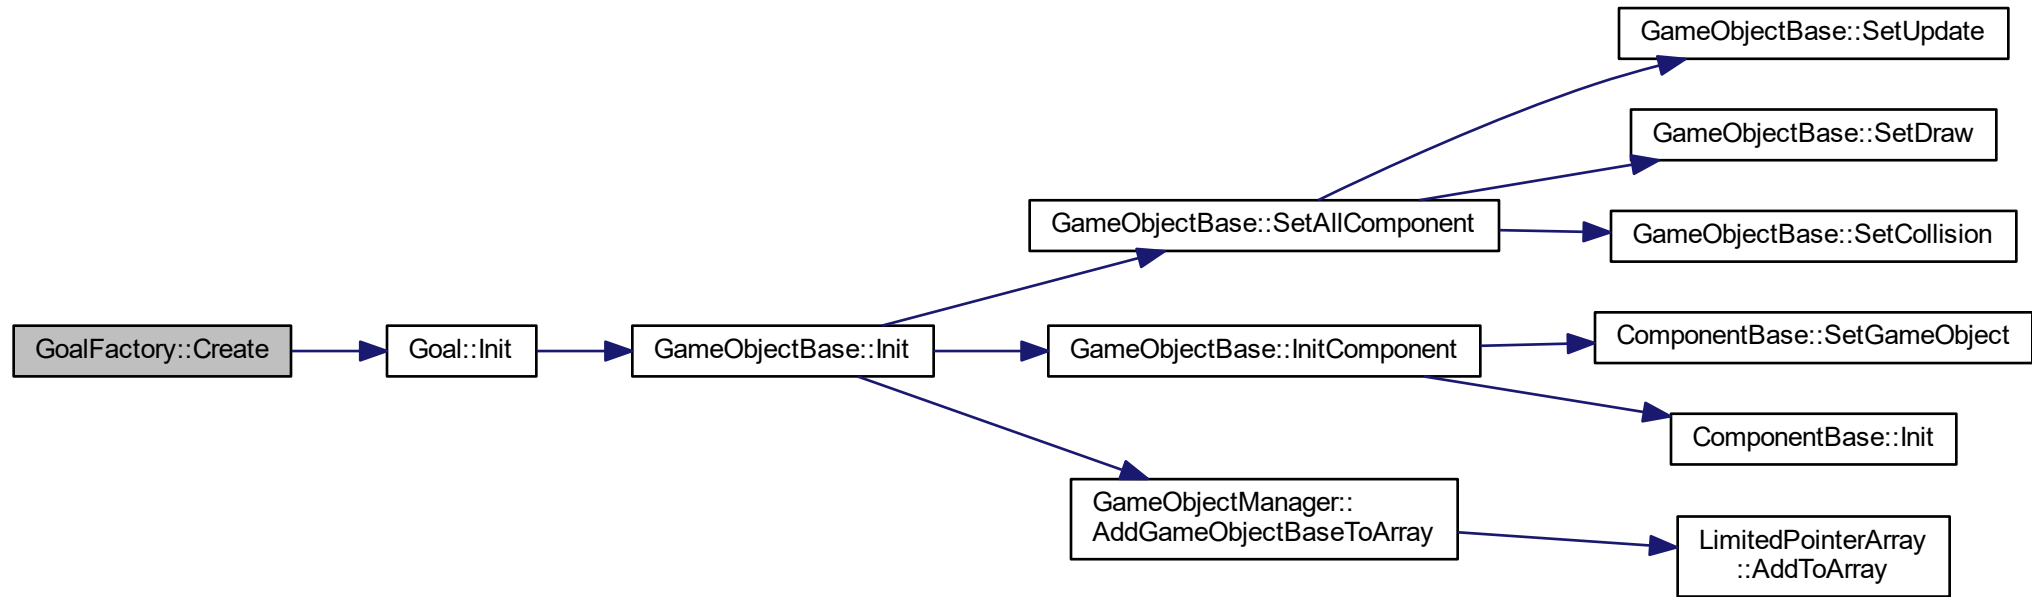 GameObjectBase::SetUpdate
GameObjectBase::SetDraw
GameObjectBase::SetAllComponent
GameObjectBase::SetCollision
GoalFactory::Create
Goal::Init
GameObjectBase::Init
GameObjectBase::InitComponent
ComponentBase::SetGameObject
ComponentBase::Init
GameObjectManager::
AddGameObjectBaseToArray
LimitedPointerArray
::AddToArray